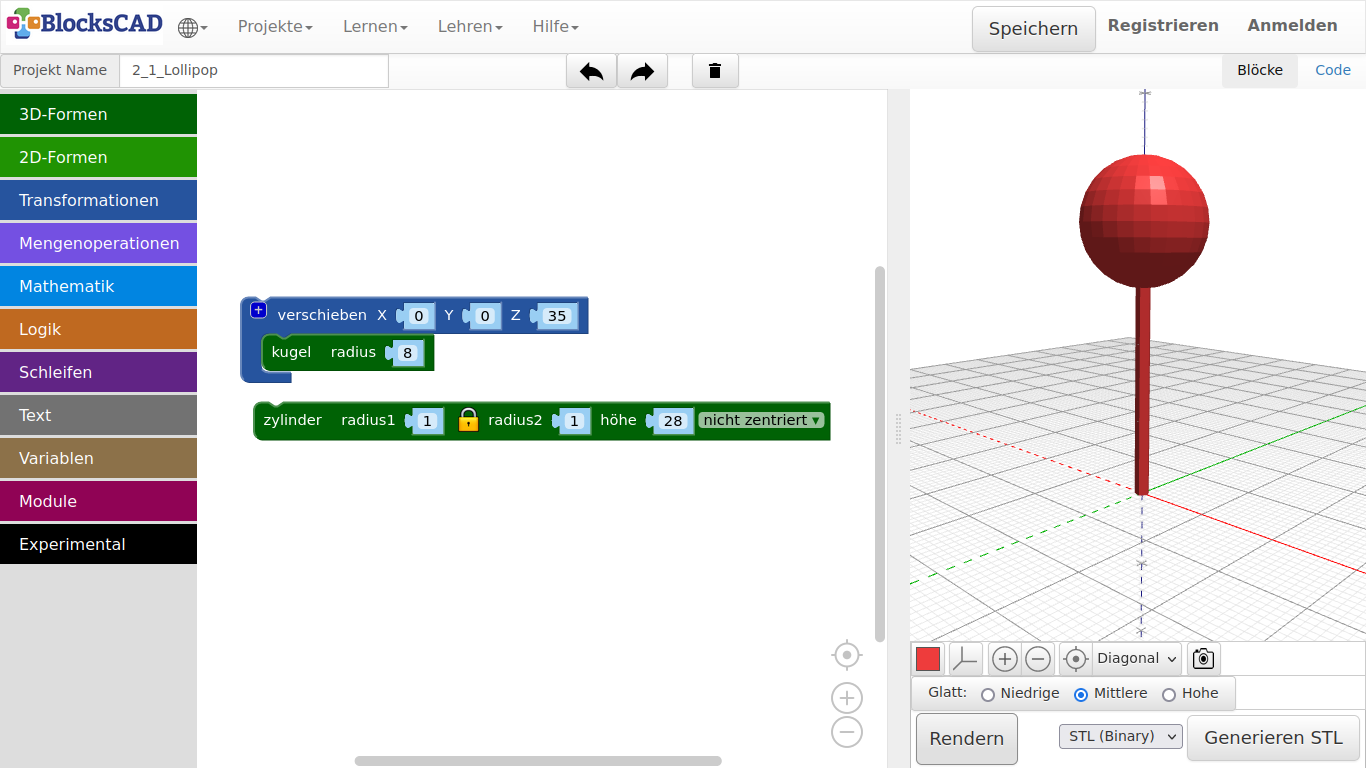 BlocksCAD Projekte Lernen Lehren Hilfe Speichern Registrieren Anmelden
Projekt Name 2_1_Lollipop Blöcke Code
3D-Formen
2D-Formen
Transformationen
Mengenoperationen
Mathematik
Logik
Schleifen
Text
Variablen
Module
Experimental
+ verschieben X 0 Y 0 Z 35
kugel radius 8
zylinder radius1 1 radius2 1 höhe 28 nicht zentriert
Diagonal
Glatt: Niedrige Mittlere Hohe
Rendern STL (Binary) Generieren STL